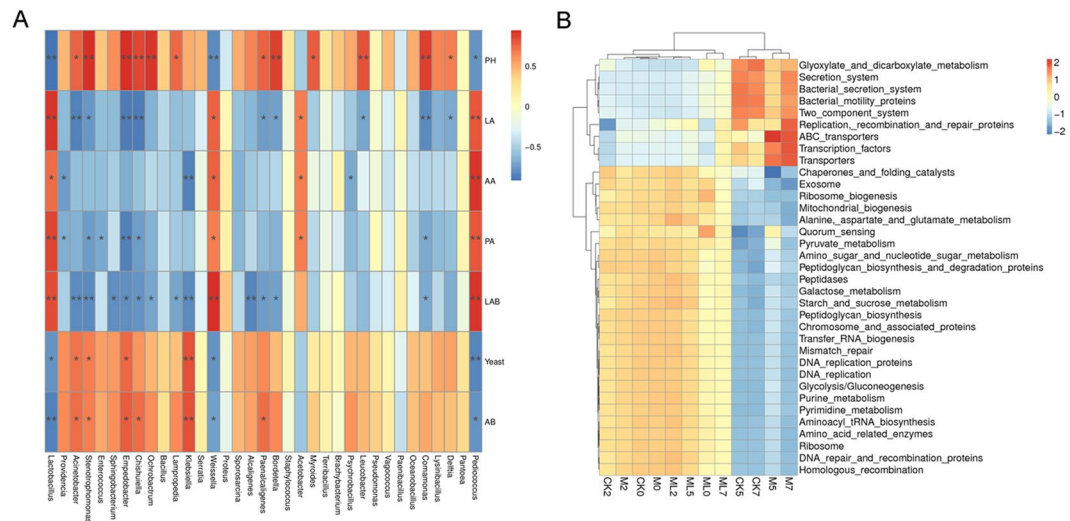 A
PH
LA
AA
PA
LAB
Yeast
AB
0.5
0
-0.5
Lactobacillus
Providencia
Acinetobacter
Stenotrophomonas
Enterococcus
Sphingobacterium
Empedobacter
Chishuiella
Ochrobactrum
Bacillus
Lampropedia
Klebsiella
Serratia
Weissella
Proteus
Sporosarcina
Alcaligenes
Paenalcaligenes
Bordetella
Staphylococcus
Acetobacter
Myroides
Terribacillus
Brachybacterium
Psychrobacillus
Leucobacter
Pseudomonas
Vagococcus
Paenibacillus
Oceanobacillus
Comamonas
Lysinibacillus
Delftia
Pantoea
Pediococcus
B
Glyoxylate_and_dicarboxylate_metabolism
Secretion_system
Bacterial_secretion_system
Bacterial_motility_proteins
Two_component_system
Replication,_recombination_and_repair_proteins
ABC_transporters
Transcription_factors
Transporters
Chaperones_and_folding_catalysts
Exosome
Ribosome_biogenesis
Mitochondrial_biogenesis
Alanine,_aspartate_and_glutamate_metabolism
Quorum_sensing
Pyruvate_metabolism
Amino_sugar_and_nucleotide_sugar_metabolism
Peptidoglycan_biosynthesis_and_degradation_proteins
Peptidases
Galactose_metabolism
Starch_and_sucrose_metabolism
Peptidoglycan_biosynthesis
Chromosome_and_associated_proteins
Transfer_RNA_biogenesis
Mismatch_repair
DNA_replication_proteins
DNA_replication
Glycolysis/Gluconeogenesis
Purine_metabolism
Pyrimidine_metabolism
Aminoacyl_tRNA_biosynthesis
Amino_acid_related_enzymes
Ribosome
DNA_repair_and_recombination_proteins
Homologous_recombination
2
1
0
−1
−2
CK2
M2
CK0
M0
ML2
ML5
ML0
ML7
CK5
CK7
M5
M7